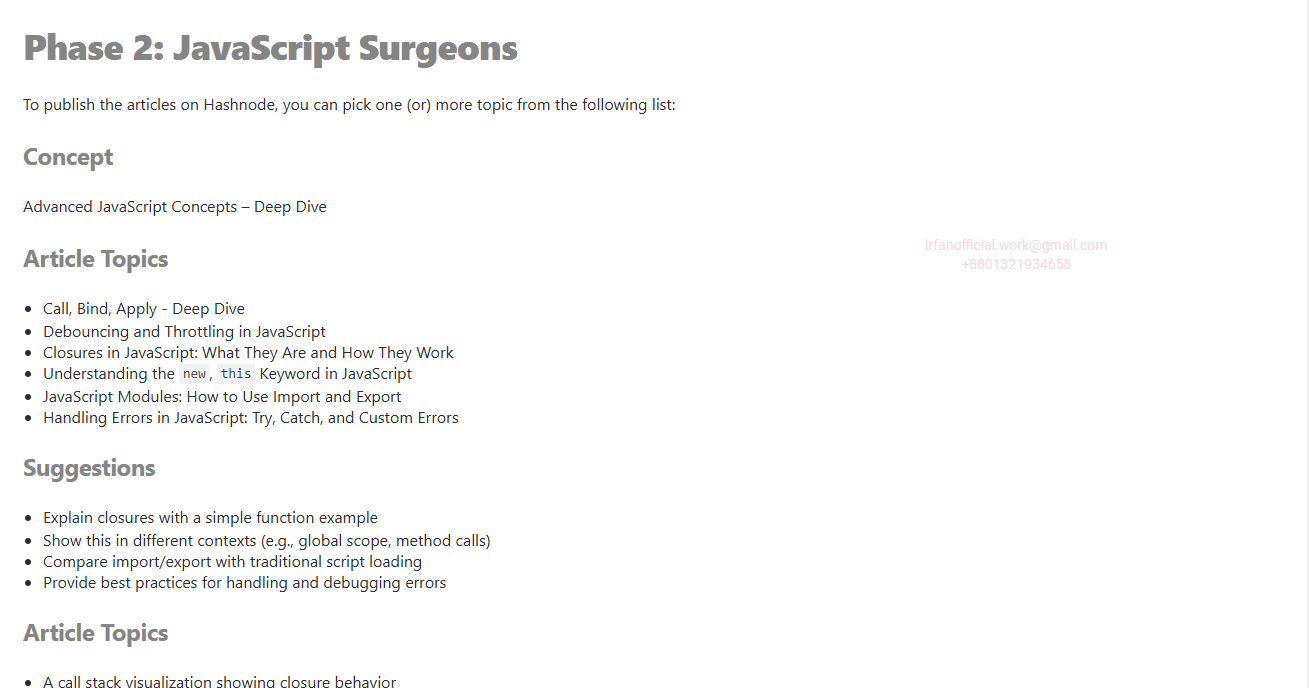 Phase 2: JavaScript Surgeons
To publish the articles on Hashnode, you can pick one (or) more topic from the following list:
Concept
Advanced JavaScript Concepts – Deep Dive
irfanofficial.work@gmail.com
+8801321934658
Article Topics
Call, Bind, Apply - Deep Dive
Debouncing and Throttling in JavaScript
Closures in JavaScript: What They Are and How They Work
Understanding the new, this Keyword in JavaScript
JavaScript Modules: How to Use Import and Export
Handling Errors in JavaScript: Try, Catch, and Custom Errors
Suggestions
Explain closures with a simple function example
Show this in different contexts (e.g., global scope, method calls)
Compare import/export with traditional script loading
Provide best practices for handling and debugging errors
Article Topics
A call stack visualization showing closure behavior